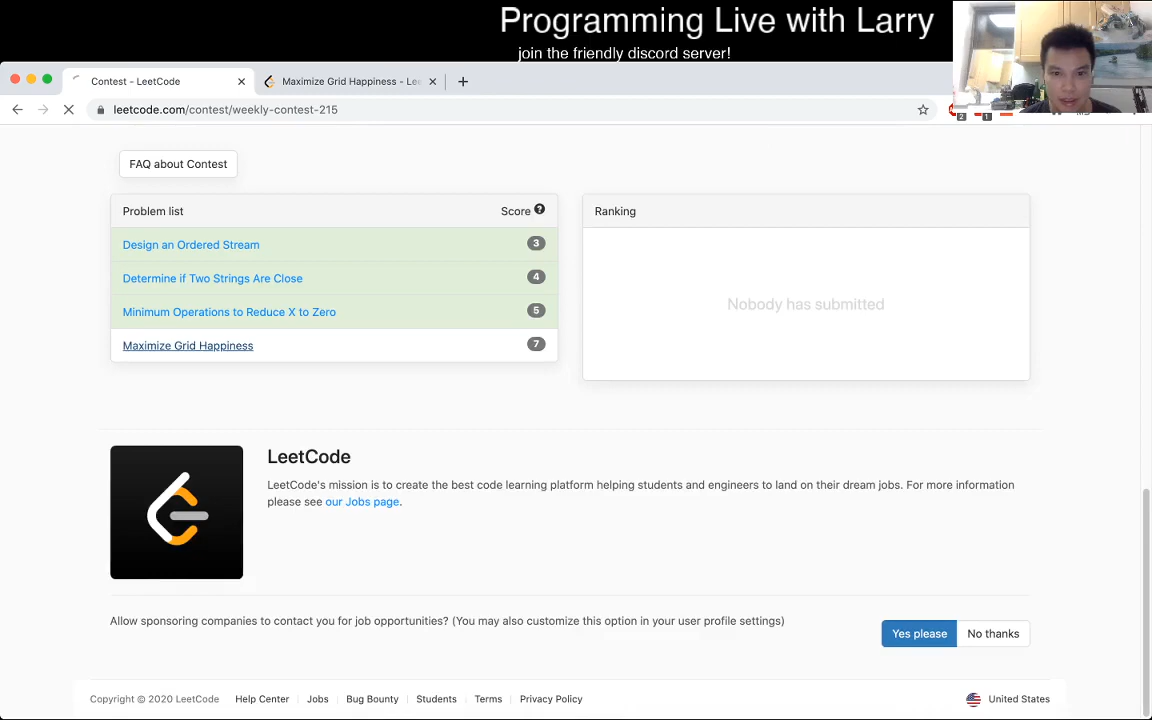 Programming Live with Larry
join the friendly discord server!
Contest - LeetCode
Maximize Grid Happiness - Lee
leetcode.com/contest/weekly-contest-215
2
1
FAQ about Contest
Problem list
Score
Ranking
Design an Ordered Stream
3
Determine if Two Strings Are Close
4
Minimum Operations to Reduce X to Zero
5
Maximize Grid Happiness
7
Nobody has submitted
LeetCode
LeetCode's mission is to create the best code learning platform helping students and engineers to land on their dream jobs. For more information
please see our Jobs page.
Allow sponsoring companies to contact you for job opportunities? (You may also customize this option in your user profile settings)
Yes please
No thanks
Copyright © 2020 LeetCode
Help Center
Jobs
Bug Bounty
Students
Terms
Privacy Policy
United States